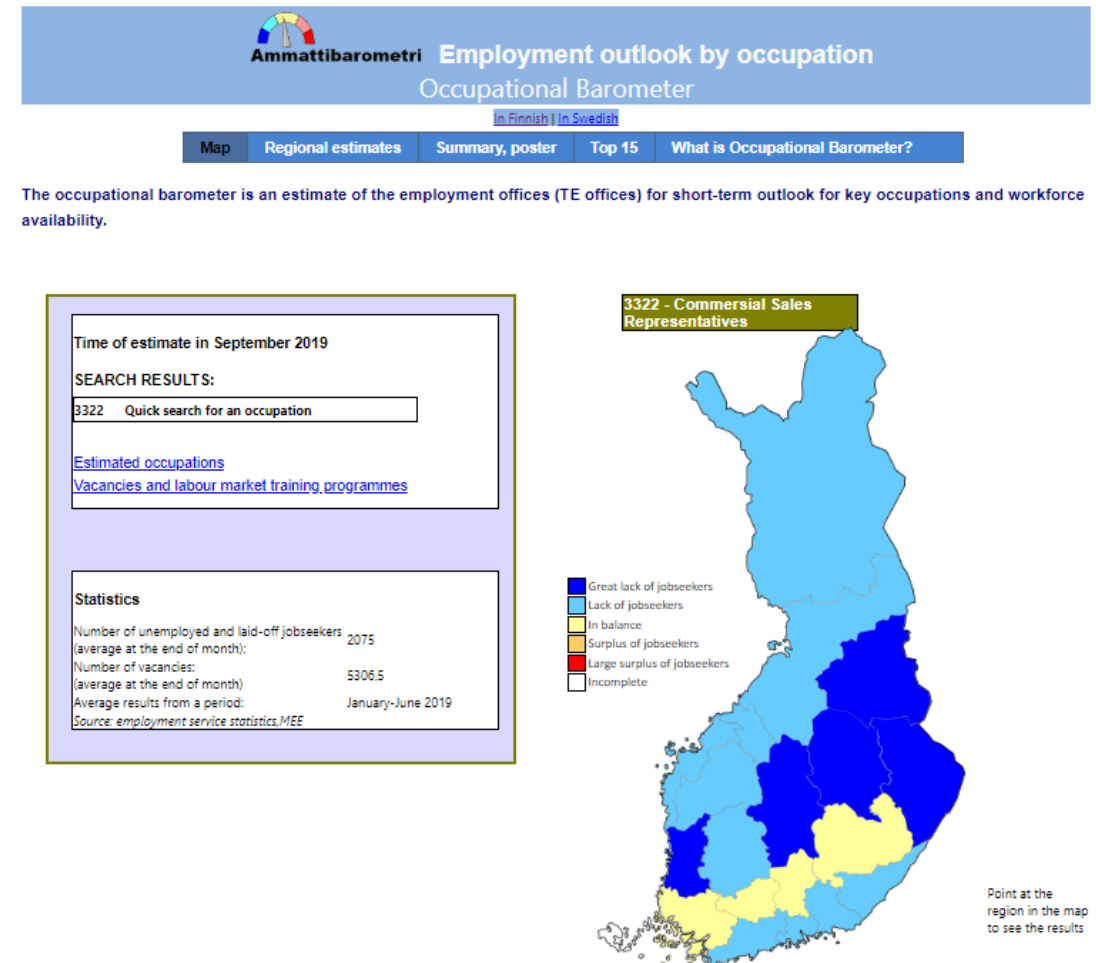 Ammattibarometri Employment outlook by occupation
Occupational Barometer
In Finnish | In Swedish
Map Regional estimates Summary, poster Top 15 What is Occupational Barometer?
The occupational barometer is an estimate of the employment offices (TE offices) for short-term outlook for key occupations and workforce
availability.
Time of estimate in September 2019
SEARCH RESULTS:
3322 Quick search for an occupation
Estimated occupations
Vacancies and labour market training programmes
Statistics
Number of unemployed and laid-off jobseekers
(average at the end of month): 2075
Number of vacancies:
(average at the end of month) 5306,5
Average results from a period: January-June 2019
Source: employment service statistics,MEE
3322 - Commersial Sales
Representatives
Great lack of jobseekers
Lack of jobseekers
In balance
Surplus of jobseekers
Large surplus of jobseekers
Incomplete
Point at the
region in the map
to see the results